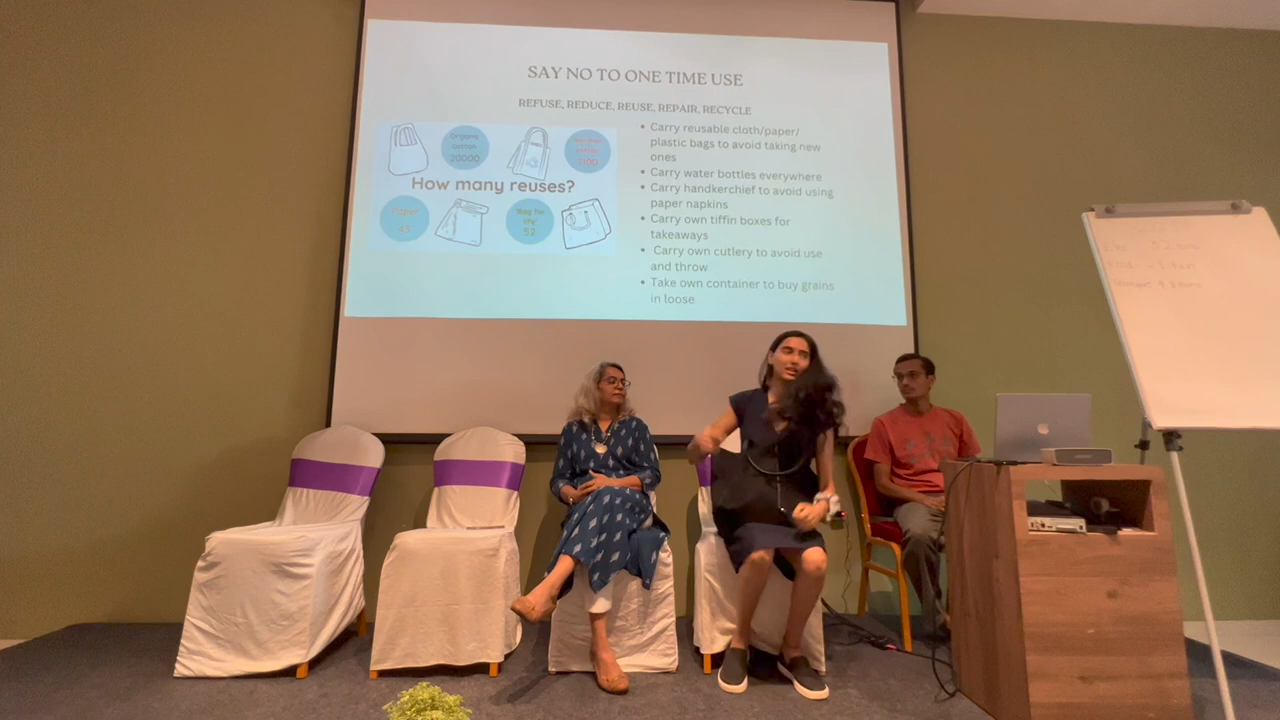 SAY NO TO ONE TIME USE
REFUSE, REDUCE, REUSE, REPAIR, RECYCLE
Organic
cotton
20000
7100
How many reuses?
Paper
43
Bag for
life
52
• Carry reusable cloth/paper/
plastic bags to avoid taking new
ones
• Carry water bottles everywhere
• Carry handkerchief to avoid using
paper napkins
• Carry own tiffin boxes for
takeaways
• Carry own cutlery to avoid use
and throw
• Take own container to buy grains
in loose